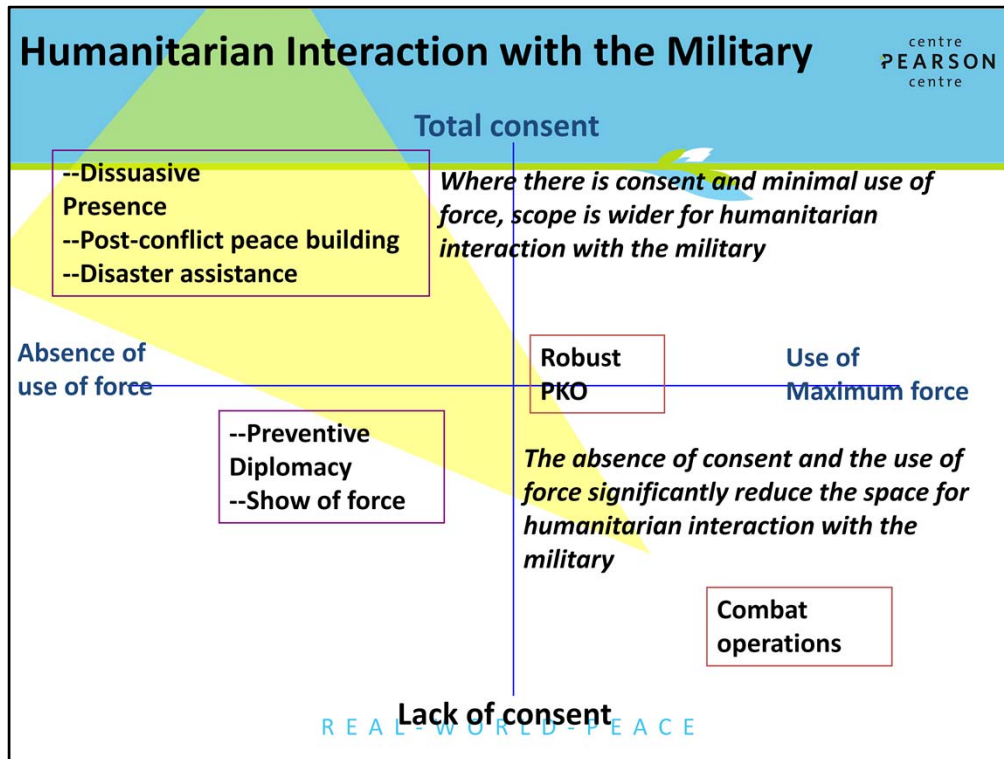 Humanitarian Interaction with the Military
centre
PEARSON
centre
Total consent
--Dissuasive
Presence
--Post-conflict peace building
--Disaster assistance
Where there is consent and minimal use of
force, scope is wider for humanitarian
interaction with the military
Absence of
use of force
Robust
PKO
Use of
Maximum force
--Preventive
Diplomacy
--Show of force
The absence of consent and the use of
force significantly reduce the space for
humanitarian interaction with the
military
Combat
operations
Lack of consent
REAL-WORLD-PEACE